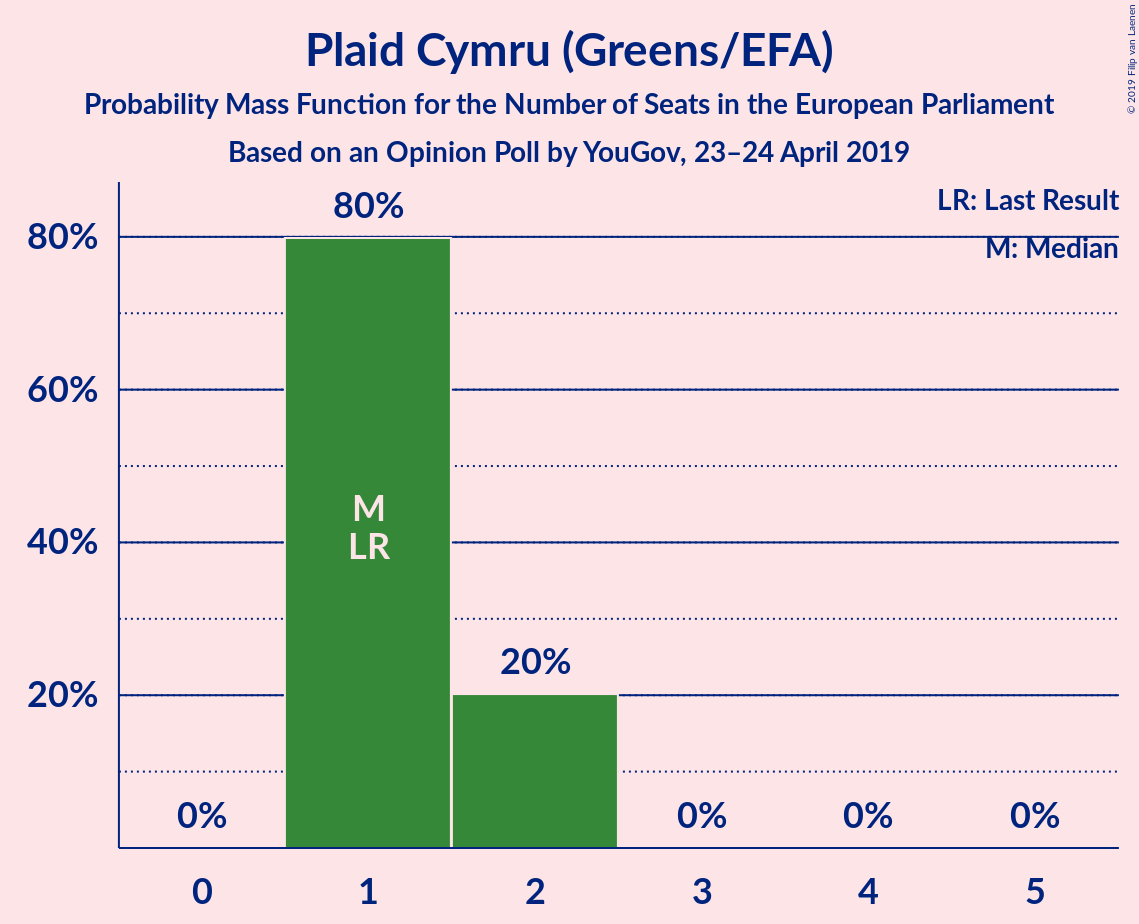 Plaid Cymru (Greens/EFA)
Probability Mass Function for the Number of Seats in the European Parliament
Based on an Opinion Poll by YouGov, 23–24 April 2019
© 2019 Filip van Laenen
LR: Last Result
M: Median
80%
60%
40%
20%
0%
80%
M
LR
20%
0%
0%
0%
0
1
2
3
4
5